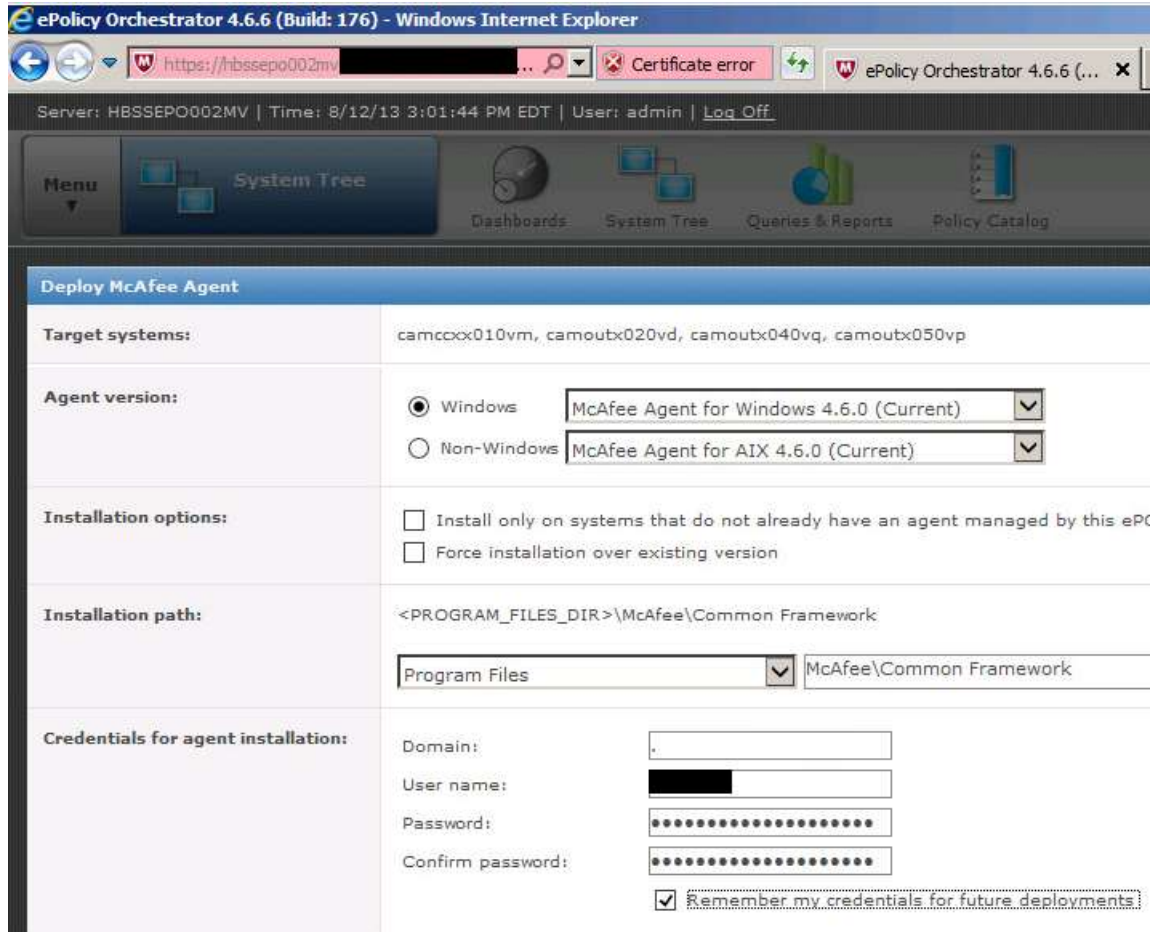 ePolicy Orchestrator 4.6.6 (Build: 176) - Windows Internet Explorer
https://hbssepo002mv ... Certificate error ePolicy Orchestrator 4.6.6 (...
Server: HBSSEPO002MV | Time: 8/12/13 3:01:44 PM EDT | User: admin | Log Off
Menu System Tree
Dashboards System Tree Queries & Reports Policy Catalog
Deploy McAfee Agent
Target systems: camccxx010vm, camoutx020vd, camoutx040vq, camoutx050vp
Agent version: Windows McAfee Agent for Windows 4.6.0 (Current)
Non-Windows McAfee Agent for AIX 4.6.0 (Current)
Installation options: Install only on systems that do not already have an agent managed by this ePO
Force installation over existing version
Installation path: <PROGRAM_FILES_DIR>\McAfee\Common Framework
Program Files McAfee\Common Framework
Credentials for agent installation: Domain: .
User name:
Password: ••••••••••••••••••••
Confirm password: ••••••••••••••••••••
Remember my credentials for future deployments